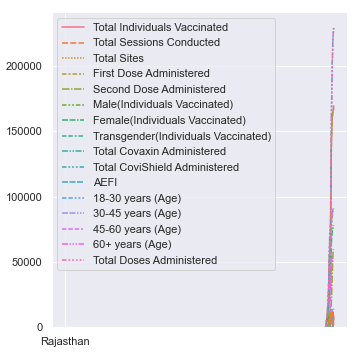 Total Individuals Vaccinated
Total Sessions Conducted
Total Sites
First Dose Administered
Second Dose Administered
Male(Individuals Vaccinated)
Female(Individuals Vaccinated)
Transgender(Individuals Vaccinated)
Total Covaxin Administered
Total CoviShield Administered
AEFI
18-30 years (Age)
30-45 years (Age)
45-60 years (Age)
60+ years (Age)
Total Doses Administered
200000
150000
100000
50000
0
Rajasthan